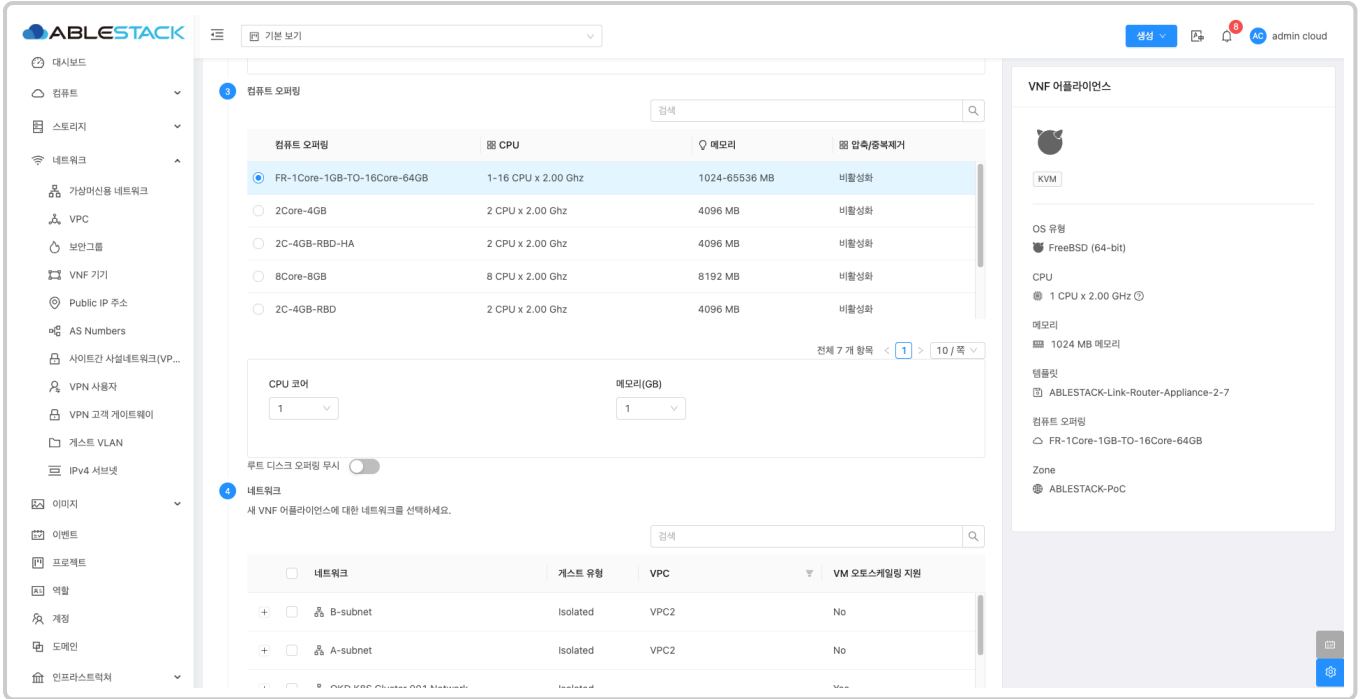 ABLESTACK
기본 보기
생성
8
AC
admin cloud
대시보드
컴퓨트
스토리지
네트워크
가상머신용 네트워크
VPC
보안그룹
VNF 기기
Public IP 주소
AS Numbers
사이트간 사설네트워크(VP...
VPN 사용자
VPN 고객 게이트웨이
게스트 VLAN
IPv4 서브넷
이미지
이벤트
프로젝트
역할
계정
도메인
인프라스트럭쳐
3 컴퓨트 오퍼링
검색
컴퓨트 오퍼링 CPU 메모리 압축/중복제거
FR-1Core-1GB-TO-16Core-64GB 1-16 CPU x 2.00 Ghz 1024-65536 MB 비활성화
2Core-4GB 2 CPU x 2.00 Ghz 4096 MB 비활성화
2C-4GB-RBD-HA 2 CPU x 2.00 Ghz 4096 MB 비활성화
8Core-8GB 8 CPU x 2.00 Ghz 8192 MB 비활성화
2C-4GB-RBD 2 CPU x 2.00 Ghz 4096 MB 비활성화
전체 7 개 항목 < 1 > 10 / 쪽
CPU 코어 메모리(GB)
1 1
루트 디스크 오퍼링 무시
4 네트워크
새 VNF 어플라이언스에 대한 네트워크를 선택하세요.
검색
네트워크 게스트 유형 VPC VM 오토스케일링 지원
+ B-subnet Isolated VPC2 No
+ A-subnet Isolated VPC2 No
VNF 어플라이언스
KVM
OS 유형
FreeBSD (64-bit)
CPU
1 CPU x 2.00 GHz
메모리
1024 MB 메모리
템플릿
ABLESTACK-Link-Router-Appliance-2-7
컴퓨트 오퍼링
FR-1Core-1GB-TO-16Core-64GB
Zone
ABLESTACK-PoC